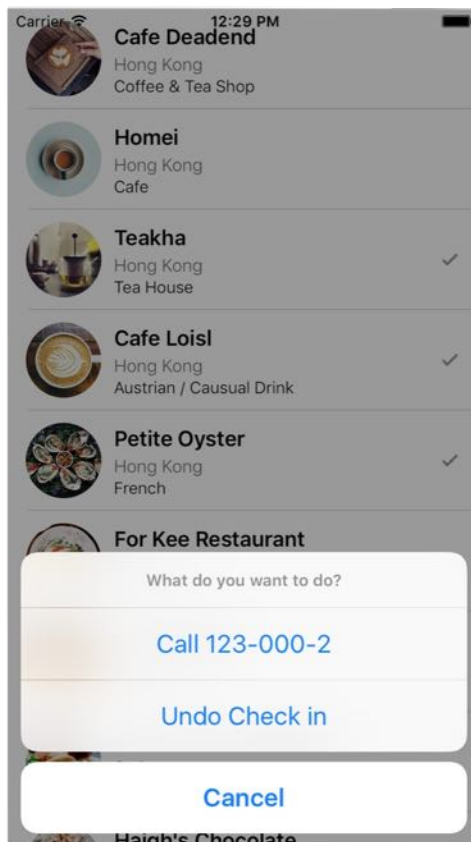 Carrier 12:29 PM
Cafe Deadend
Hong Kong
Coffee & Tea Shop
Homei
Hong Kong
Cafe
Teakha
Hong Kong
Tea House
Cafe Loisl
Hong Kong
Austrian / Causual Drink
Petite Oyster
Hong Kong
French
For Kee Restaurant
What do you want to do?
Call 123-000-2
Undo Check in
Cancel
Haigh's Chocolate